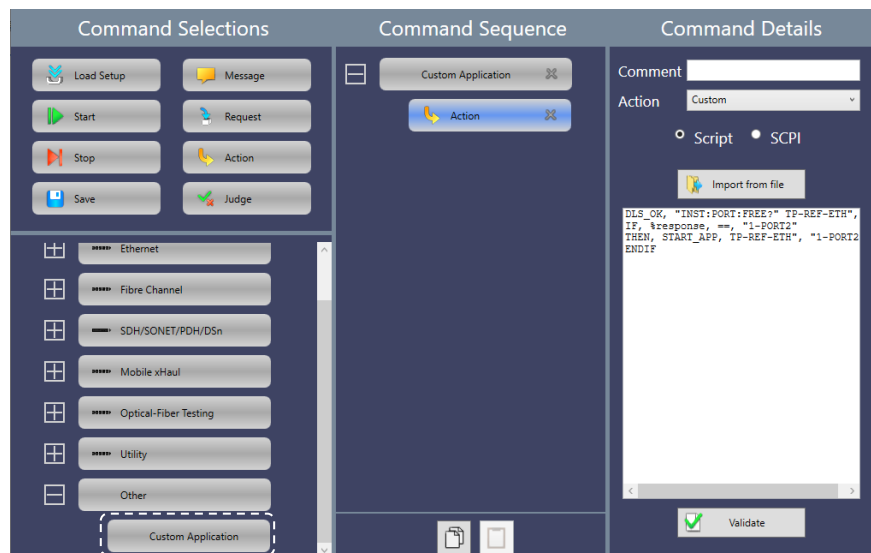 Command Selections
Load Setup
Message
Start
Request
Stop
Action
Save
Judge
Ethernet
Fibre Channel
SDH/SONET/PDH/DSn
Mobile xHaul
Optical-Fiber Testing
Utility
Other
Custom Application
Command Sequence
Custom Application
Action
Command Details
Comment
Action
Custom
Script
SCPI
Import from file
DLS_OK, "INST:PORT:FREE?" TP-REF-ETH",
IF, %response, ==, "1-PORT2"
THEN, START_APP, TP-REF-ETH", "1-PORT2
ENDIF
Validate